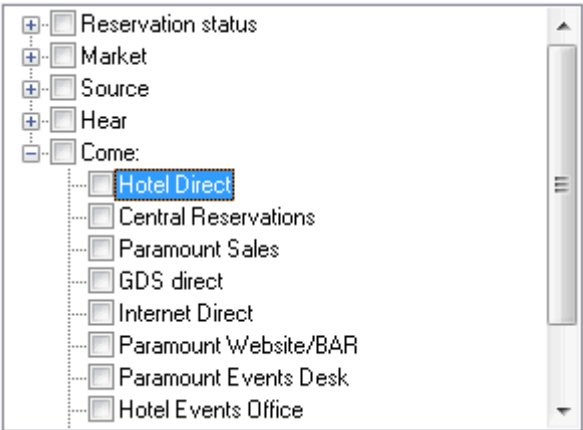 Reservation status
Market
Source
Hear
Come:
Hotel Direct
Central Reservations
Paramount Sales
GDS direct
Internet Direct
Paramount Website/BAR
Paramount Events Desk
Hotel Events Office